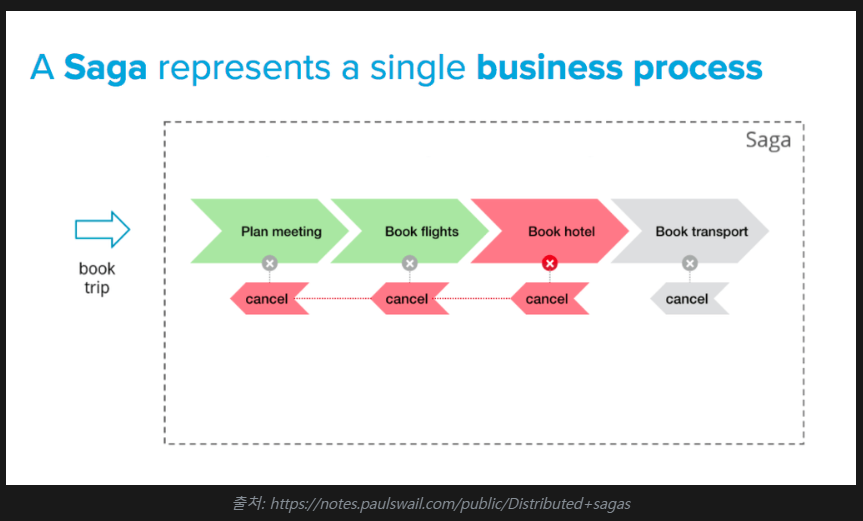 A Saga represents a single business process
Saga
book
trip
Plan meeting
Book flights
Book hotel
Book transport
cancel
cancel
cancel
cancel
출처: https://notes.paulswail.com/public/Distributed+sagas